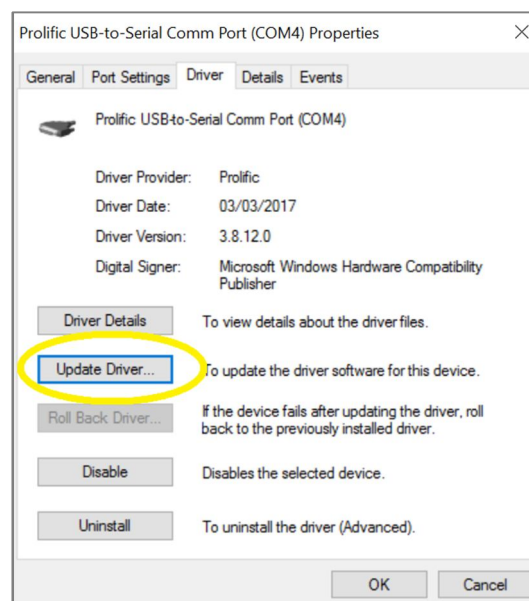 Prolific USB-to-Serial Comm Port (COM4) Properties
General Port Settings Driver Details Events
Prolific USB-to-Serial Comm Port (COM4)
Driver Provider: Prolific
Driver Date: 03/03/2017
Driver Version: 3.8.12.0
Digital Signer: Microsoft Windows Hardware Compatibility
Publisher
Driver Details To view details about the driver files.
Update Driver... To update the driver software for this device.
Roll Back Driver... If the device fails after updating the driver, roll
back to the previously installed driver.
Disable Disables the selected device.
Uninstall To uninstall the driver (Advanced).
OK Cancel